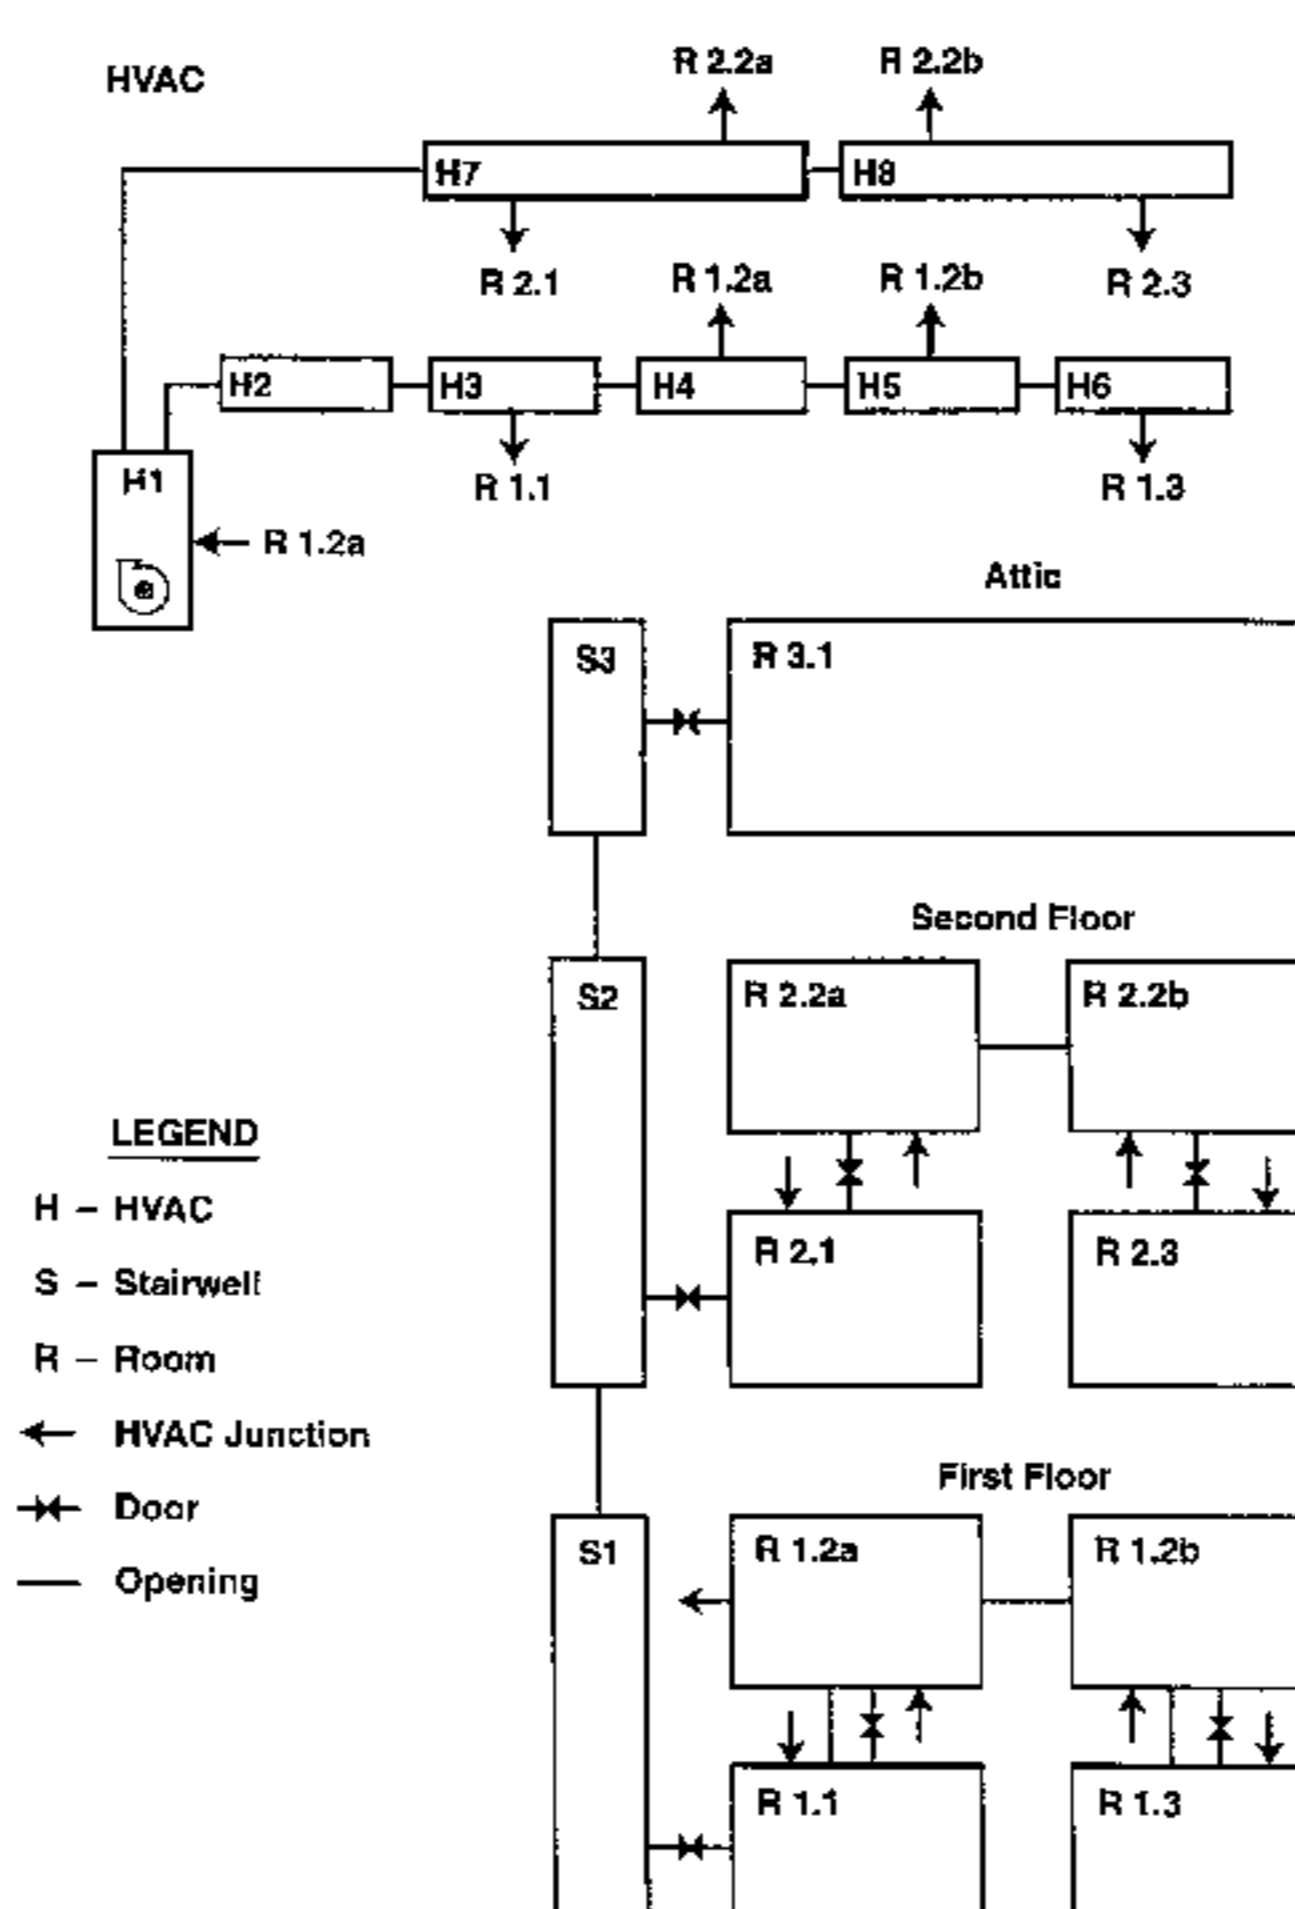 HVAC
R 2.2a
R 2.2b
H7
H8
R 2.1
R 2.3
R 1.2a
R 1.2b
H2
H3
H4
H5
H6
R 1.1
R 1.3
H1
R 1.2a
Attic
S3
R 3.1
Second Floor
S2
R 2.2a
R 2.2b
R 2.1
R 2.3
LEGEND
H – HVAC
S – Stairwell
R – Room
HVAC Junction
Door
Opening
First Floor
S1
R 1.2a
R 1.2b
R 1.1
R 1.3